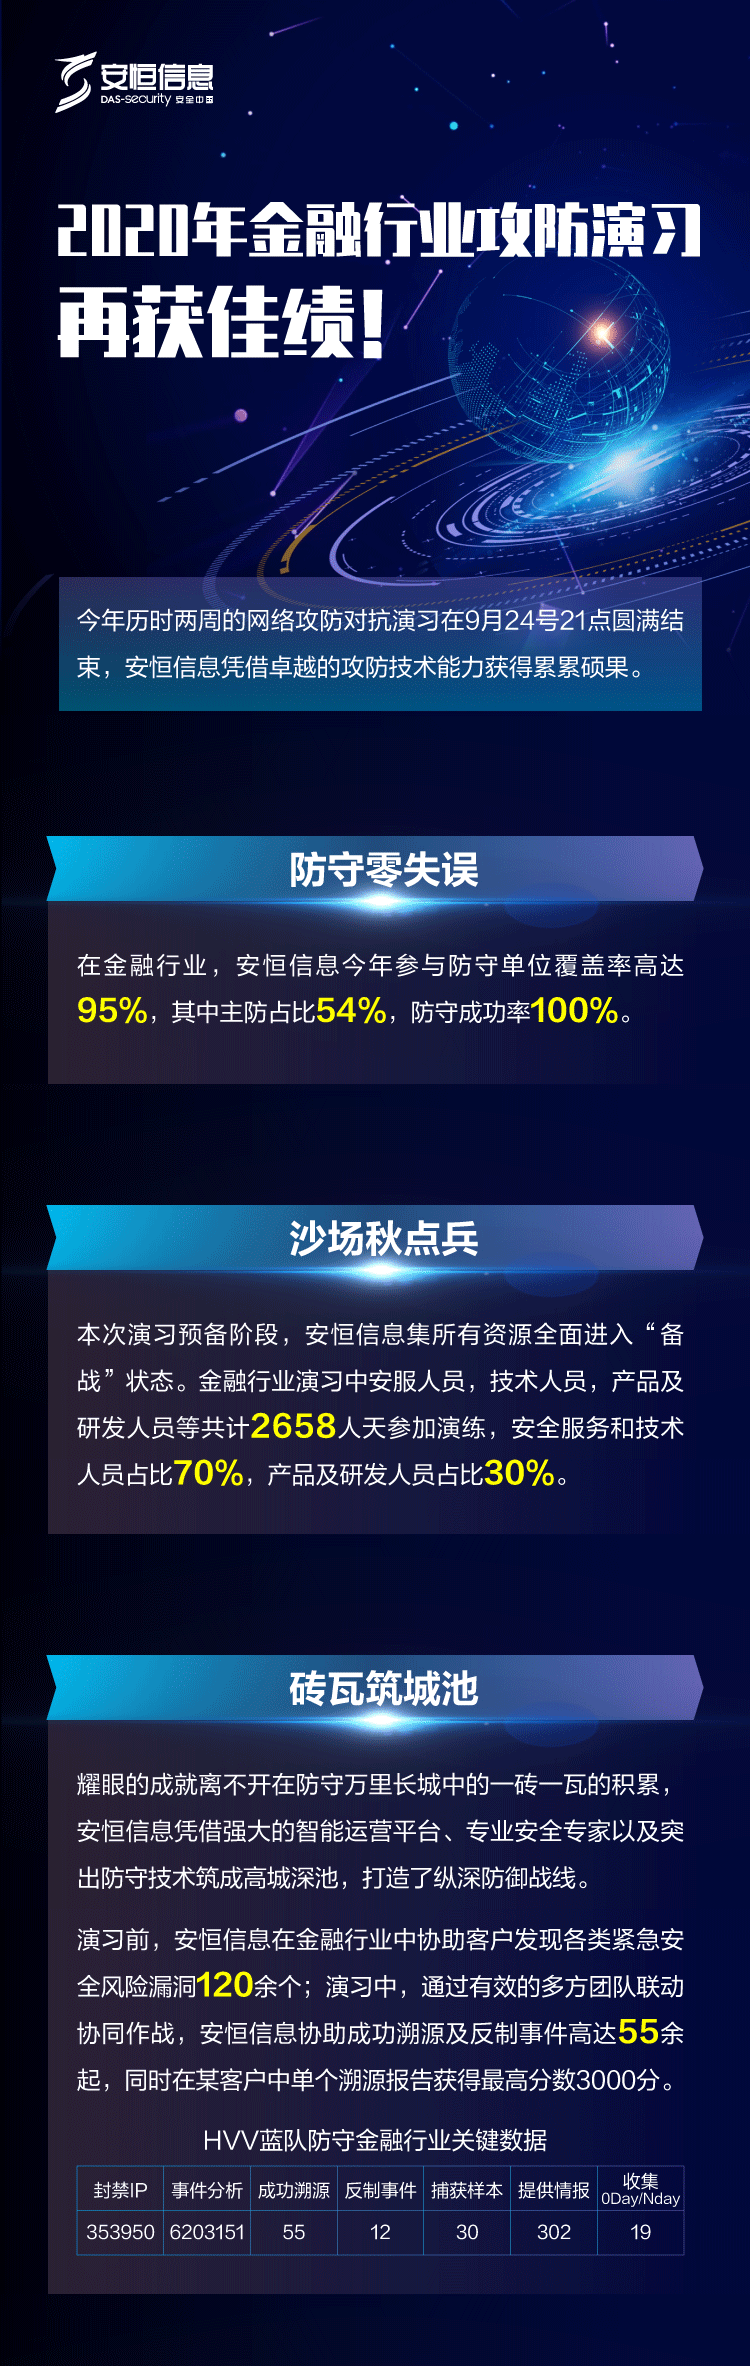 安恒信息
DAS-security 安全中国
2020年金融行业攻防演习
再获佳绩！
今年历时两周的网络攻防对抗演习在9月24号21点圆满结
束，安恒信息凭借卓越的攻防技术能力获得累累硕果。
防守零失误
在金融行业，安恒信息今年参与防守单位覆盖率高达
95%，其中主防占比54%，防守成功率100%。
沙场秋点兵
本次演习预备阶段，安恒信息集所有资源全面进入“备
战”状态。金融行业演习中安服人员，技术人员，产品及
研发人员等共计2658人天参加演练，安全服务和技术
人员占比70%，产品及研发人员占比30%。
砖瓦筑城池
耀眼的成就离不开在防守万里长城中的一砖一瓦的积累，
安恒信息凭借强大的智能运营平台、专业安全专家以及突
出防守技术筑成高城深池，打造了纵深防御战线。
演习前，安恒信息在金融行业中协助客户发现各类紧急安
全风险漏洞120余个；演习中，通过有效的多方团队联动
协同作战，安恒信息协助成功溯源及反制事件高达55余
起，同时在某客户中单个溯源报告获得最高分数3000分。
HVV蓝队防守金融行业关键数据
封禁IP 事件分析 成功溯源 反制事件 捕获样本 提供情报 收集
0Day/Nday
353950 6203151 55 12 30 302 19